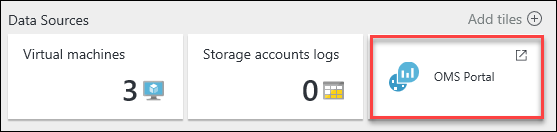 Data Sources
Add tiles
Virtual machines
3
Storage accounts logs
0
OMS Portal